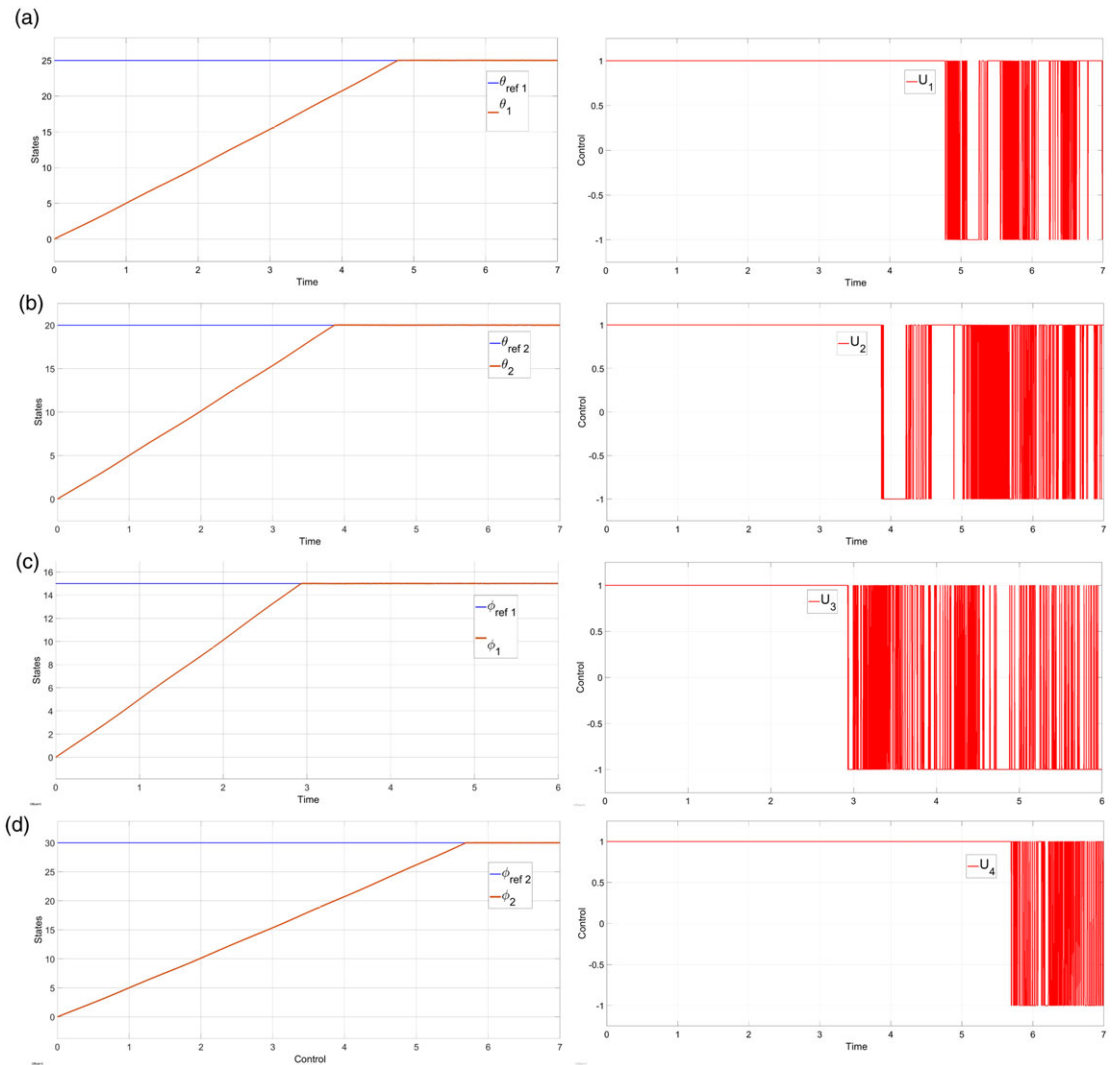 (a)
25
20
15
10
5
0
States
0 1 2 3 4 5 6 7
Time
θref 1
θ1
1
0.5
0
-0.5
-1
Control
0 1 2 3 4 5 6 7
Time
U1
(b)
20
15
10
5
0
States
0 1 2 3 4 5 6 7
Time
θref 2
θ2
1
0.5
0
-0.5
-1
Control
0 1 2 3 4 5 6 7
Time
U2
(c)
16
14
12
10
8
6
4
2
0
States
0 1 2 3 4 5 6
Time
ϕref 1
ϕ1
1
0.5
0
-0.5
-1
Control
0 1 2 3 4 5 6
Time
U3
(d)
30
25
20
15
10
5
0
States
0 1 2 3 4 5 6 7
Control
ϕref 2
ϕ2
1
0.5
0
-0.5
-1
Control
0 1 2 3 4 5 6 7
Time
U4